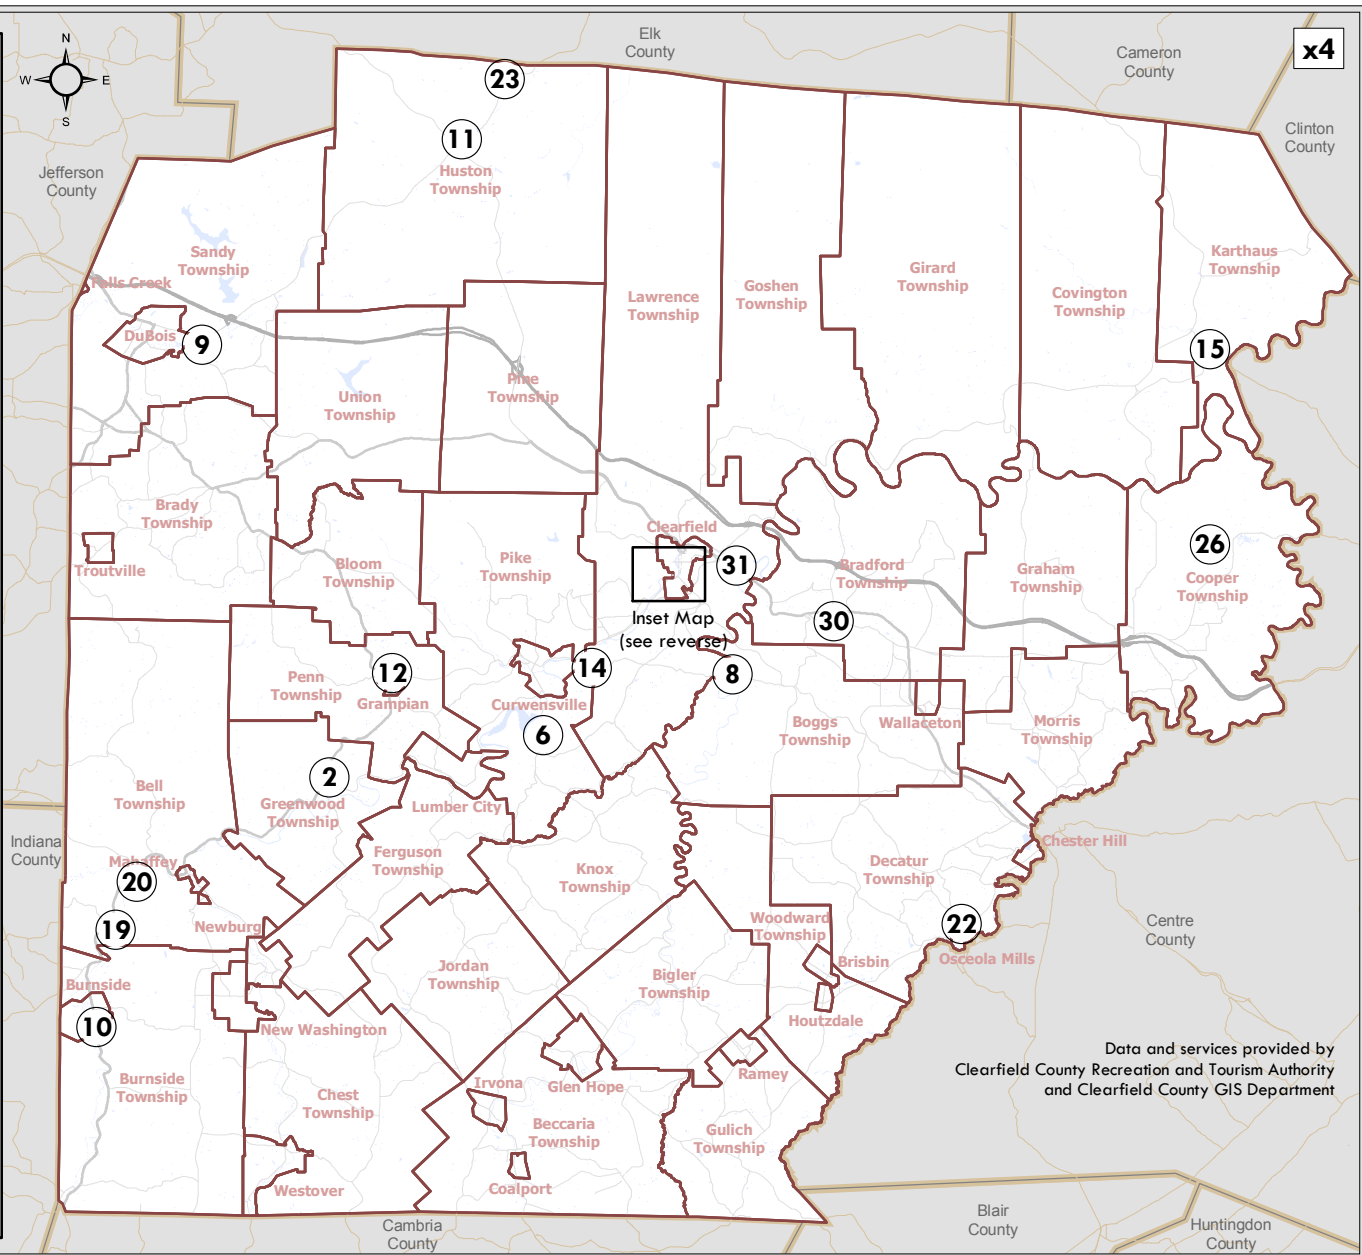 N
W
E
S
Elk
County
Cameron
County
x4
Clinton
County
Jefferson
County
23
11
Huston
Township
Sandy
Township
Falls Creek
DuBois
9
Lawrence
Township
Goshen
Township
Girard
Township
Covington
Township
Karthaus
Township
15
Union
Township
Pine
Township
Brady
Township
Troutville
Bloom
Township
Pike
Township
Clearfield
31
Inset Map
(see reverse)
Bradford
Township
30
Graham
Township
26
Cooper
Township
Penn
Township
12
Grampian
14
Curwensville
6
8
Boggs
Township
Wallaceton
Morris
Township
Bell
Township
2
Greenwood
Township
Lumber City
Indiana
County
Mahaffey
20
19
Newburg
Ferguson
Township
Knox
Township
Decatur
Township
Chester Hill
Woodward
Township
22
Osceola Mills
Centre
County
Brisbin
Houtzdale
Burnside
10
New Washington
Jordan
Township
Bigler
Township
Burnside
Township
Chest
Township
Irvona
Glen Hope
Ramey
Beccaria
Township
Gulich
Township
Westover
Coalport
Data and services provided by
Clearfield County Recreation and Tourism Authority
and Clearfield County GIS Department
Cambria
County
Blair
County
Huntingdon
County